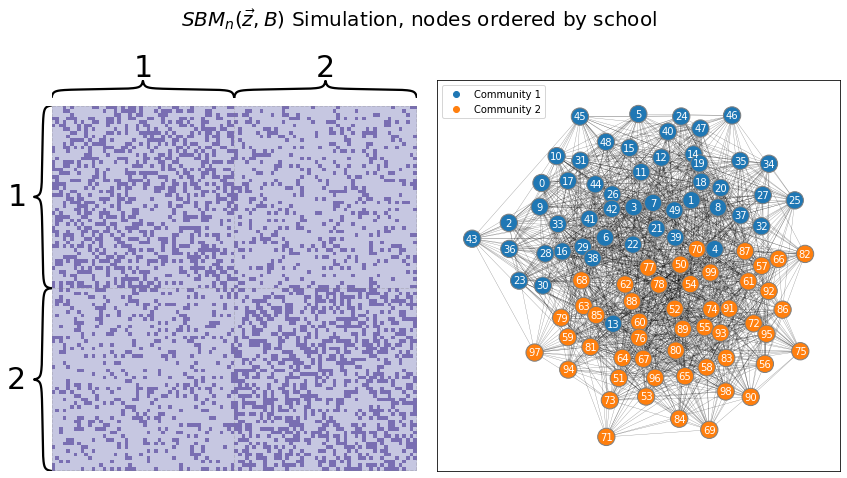 $SBM_n(\vec{z}, B)$ Simulation, nodes ordered by school
1 2
1
2
Community 1
Community 2
45 5 24 46
40 47
48 15
10 31 12 14 19 35 34
11
0 17 44 18 20
26 27 25
9 42 3 7 1 49 8 37
2 33 41 21 32
43 6 22 39
36 28 16 29 38 70 4 87 82
77 50 57 66
23 30 68 62 78 54 99 61 92
63 88
79 85 13 60 52 74 91 86
59 76 89 55 93 72 95
97 81 64 67 80 83 75
94 58 56
51 96 65
73 53 98 90
84
71 69